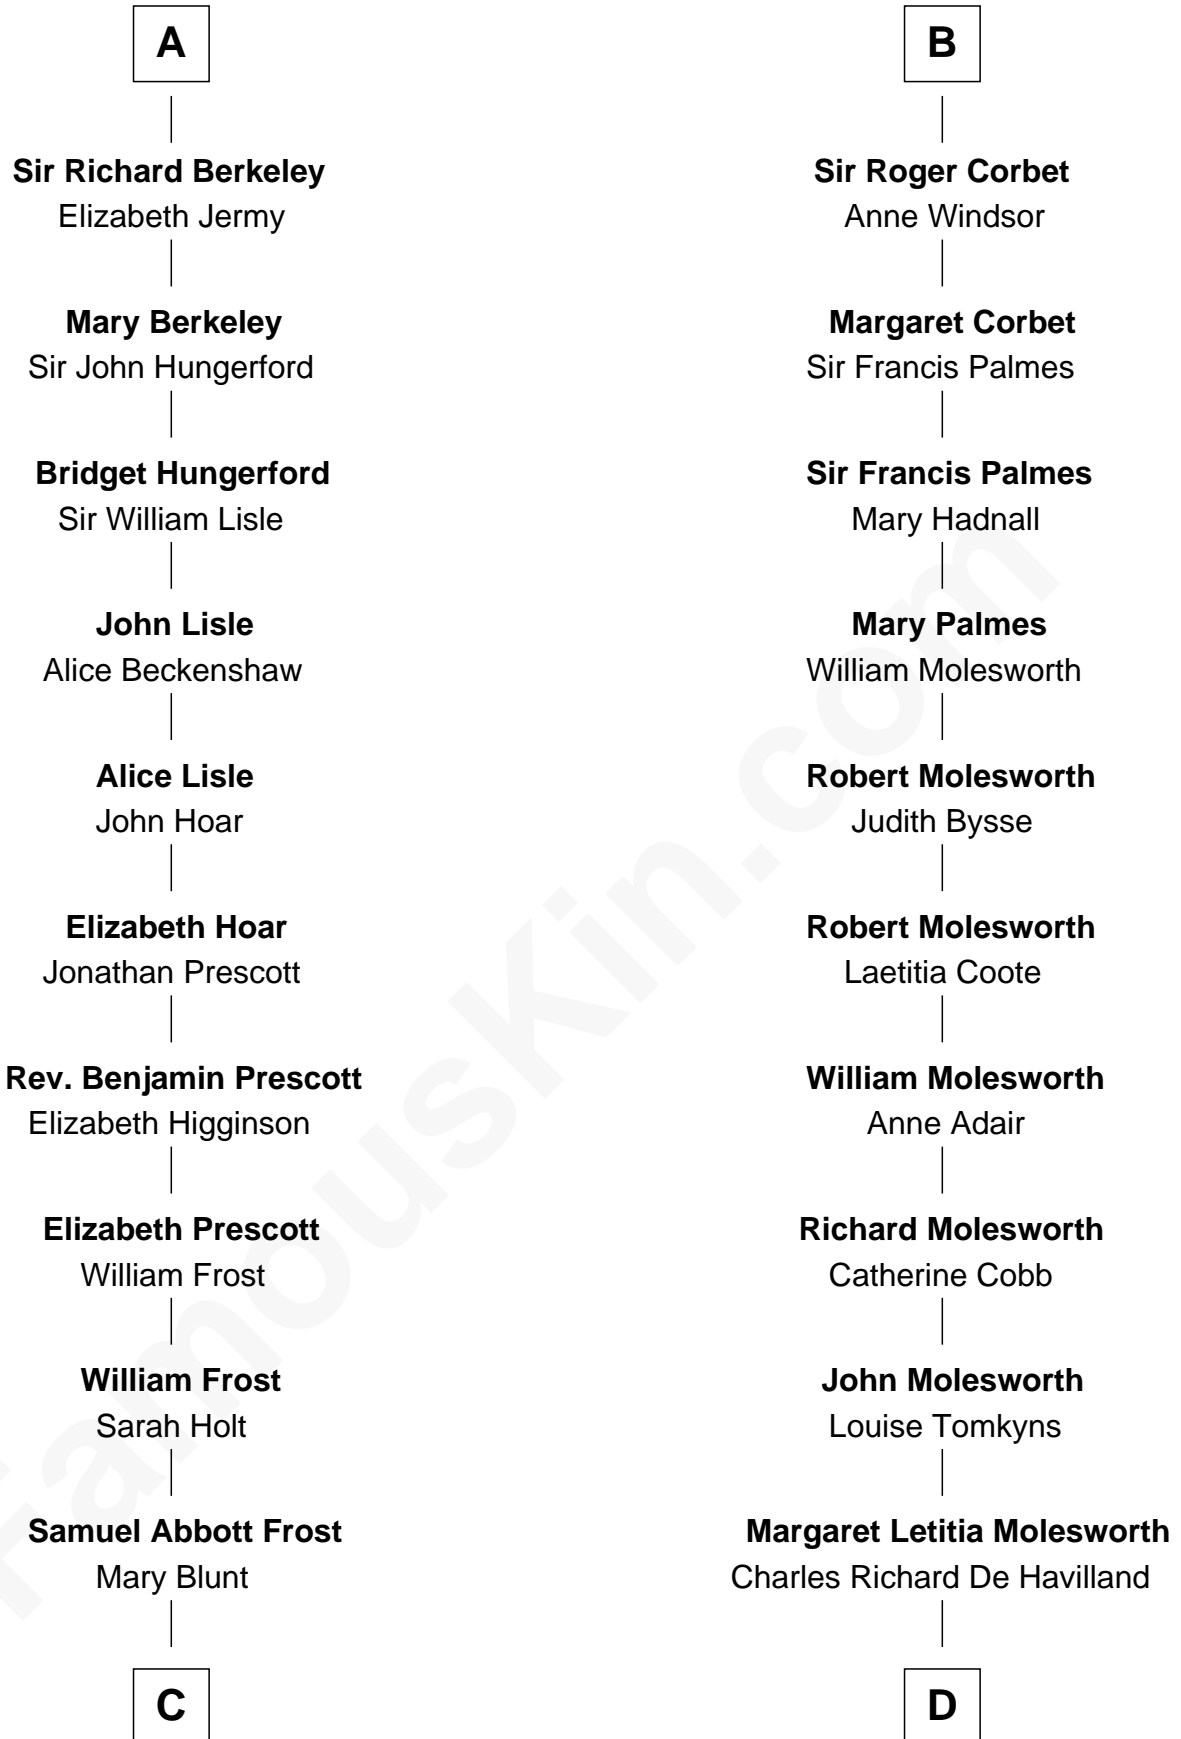 A
Sir Richard Berkeley
Elizabeth Jermy
Mary Berkeley
Sir John Hungerford
Bridget Hungerford
Sir William Lisle
John Lisle
Alice Beckenshaw
Alice Lisle
John Hoar
Elizabeth Hoar
Jonathan Prescott
Rev. Benjamin Prescott
Elizabeth Higginson
Elizabeth Prescott
William Frost
William Frost
Sarah Holt
Samuel Abbott Frost
Mary Blunt
C
B
Sir Roger Corbet
Anne Windsor
Margaret Corbet
Sir Francis Palmes
Sir Francis Palmes
Mary Hadnall
Mary Palmes
William Molesworth
Robert Molesworth
Judith Bysse
Robert Molesworth
Laetitia Coote
William Molesworth
Anne Adair
Richard Molesworth
Catherine Cobb
John Molesworth
Louise Tomkyns
Margaret Letitia Molesworth
Charles Richard De Havilland
D
FamousKin.com